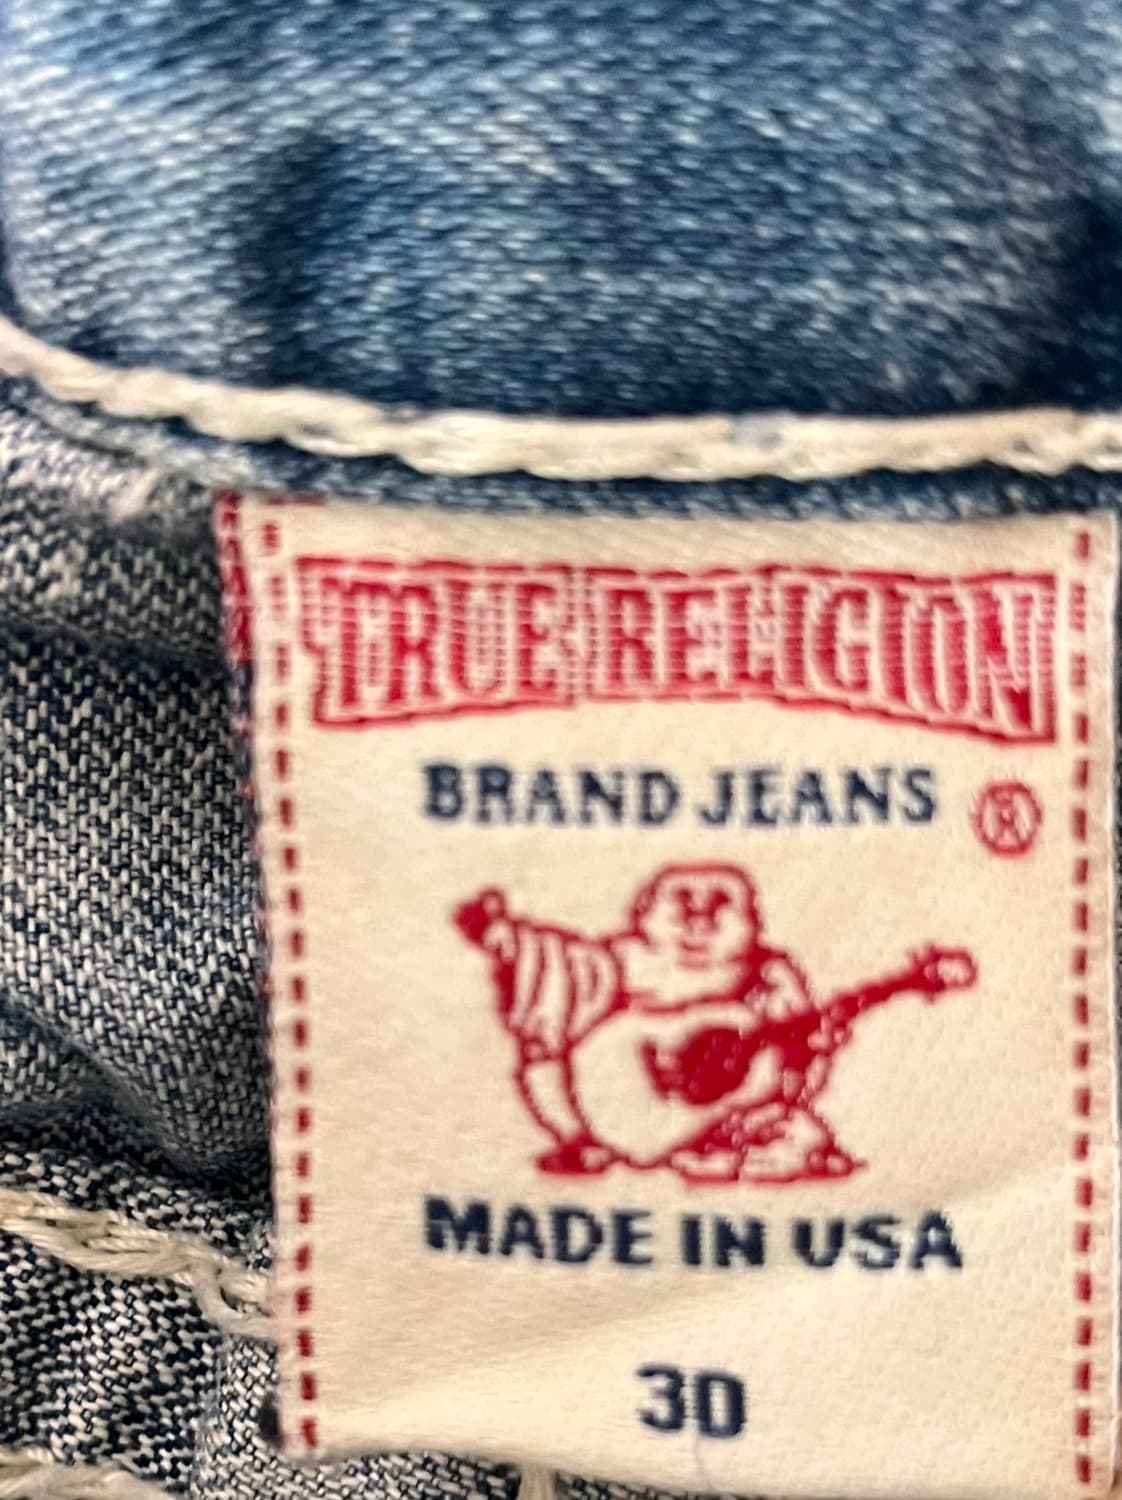 TRUE RELIGION
BRAND JEANS ®
MADE IN USA
30